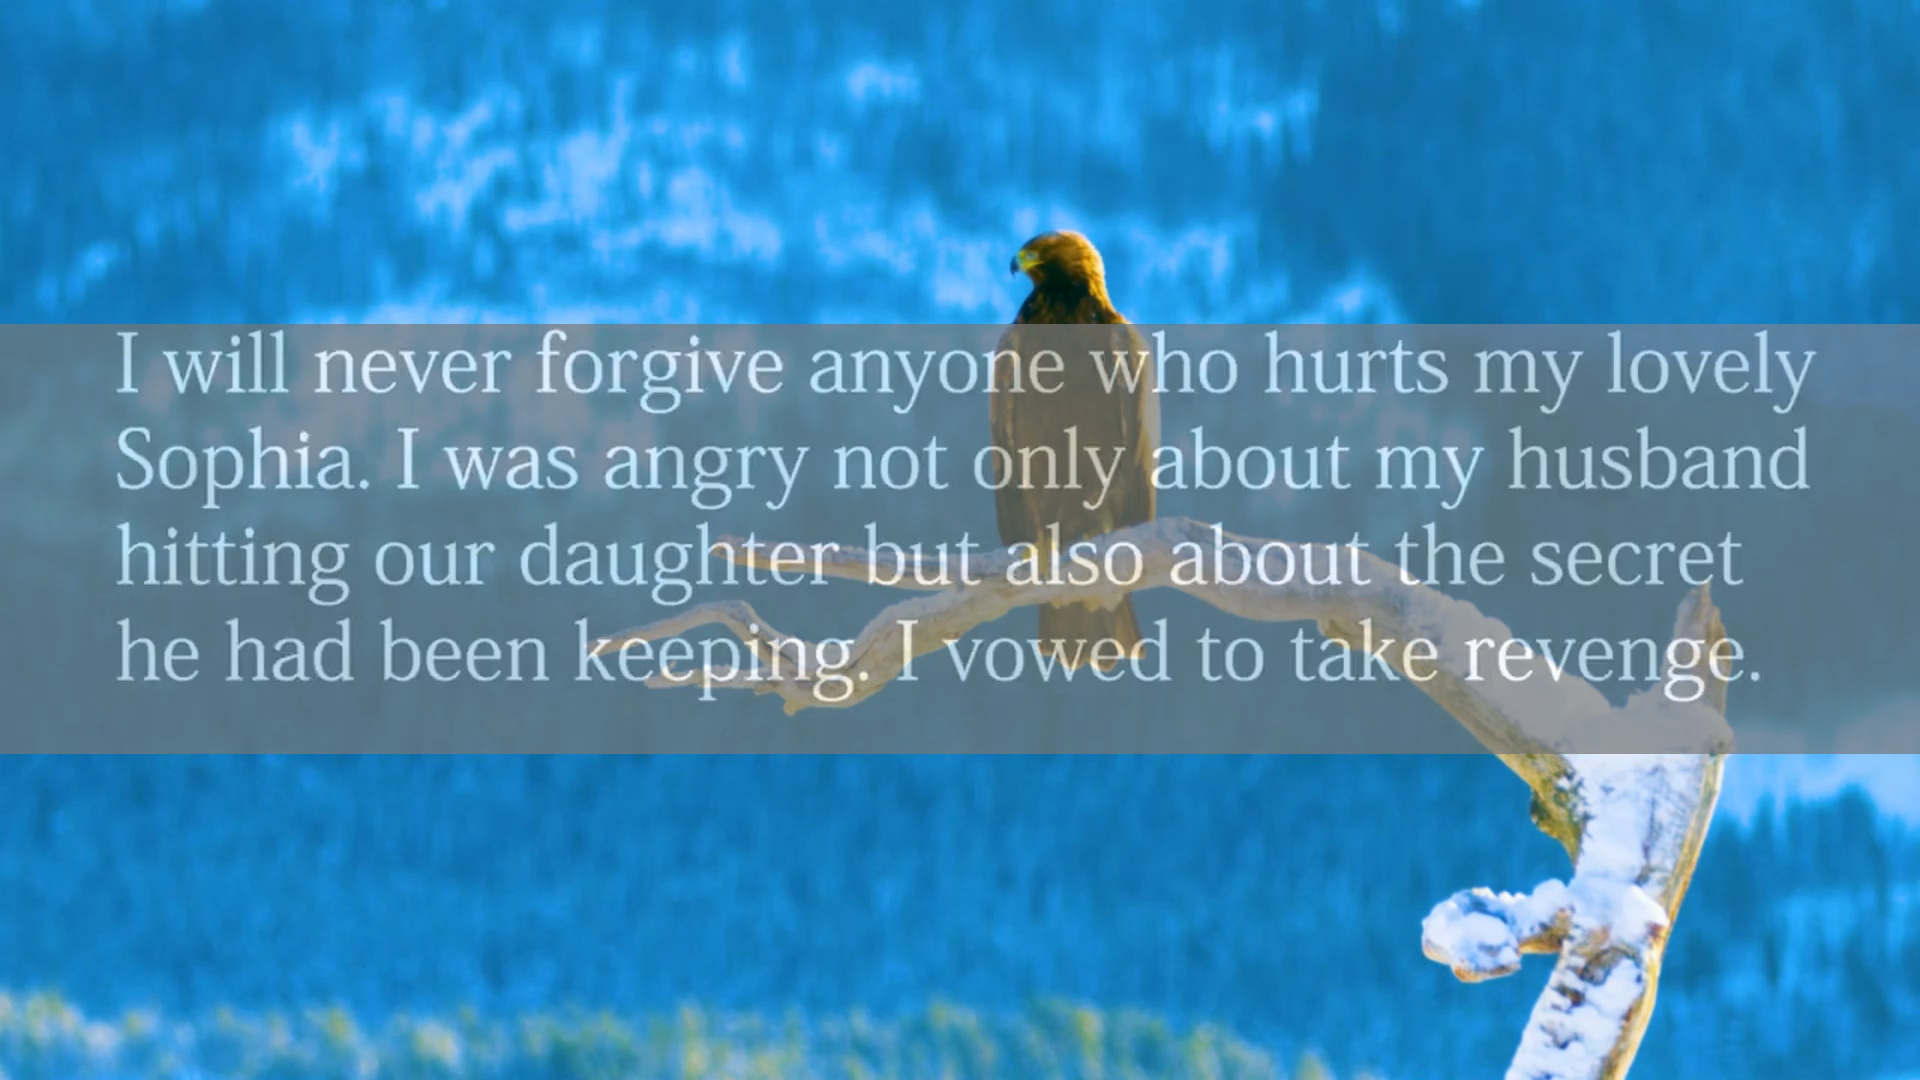 I will never forgive anyone who hurts my lovely
Sophia. I was angry not only about my husband
hitting our daughter but also about the secret
he had been keeping. I vowed to take revenge.